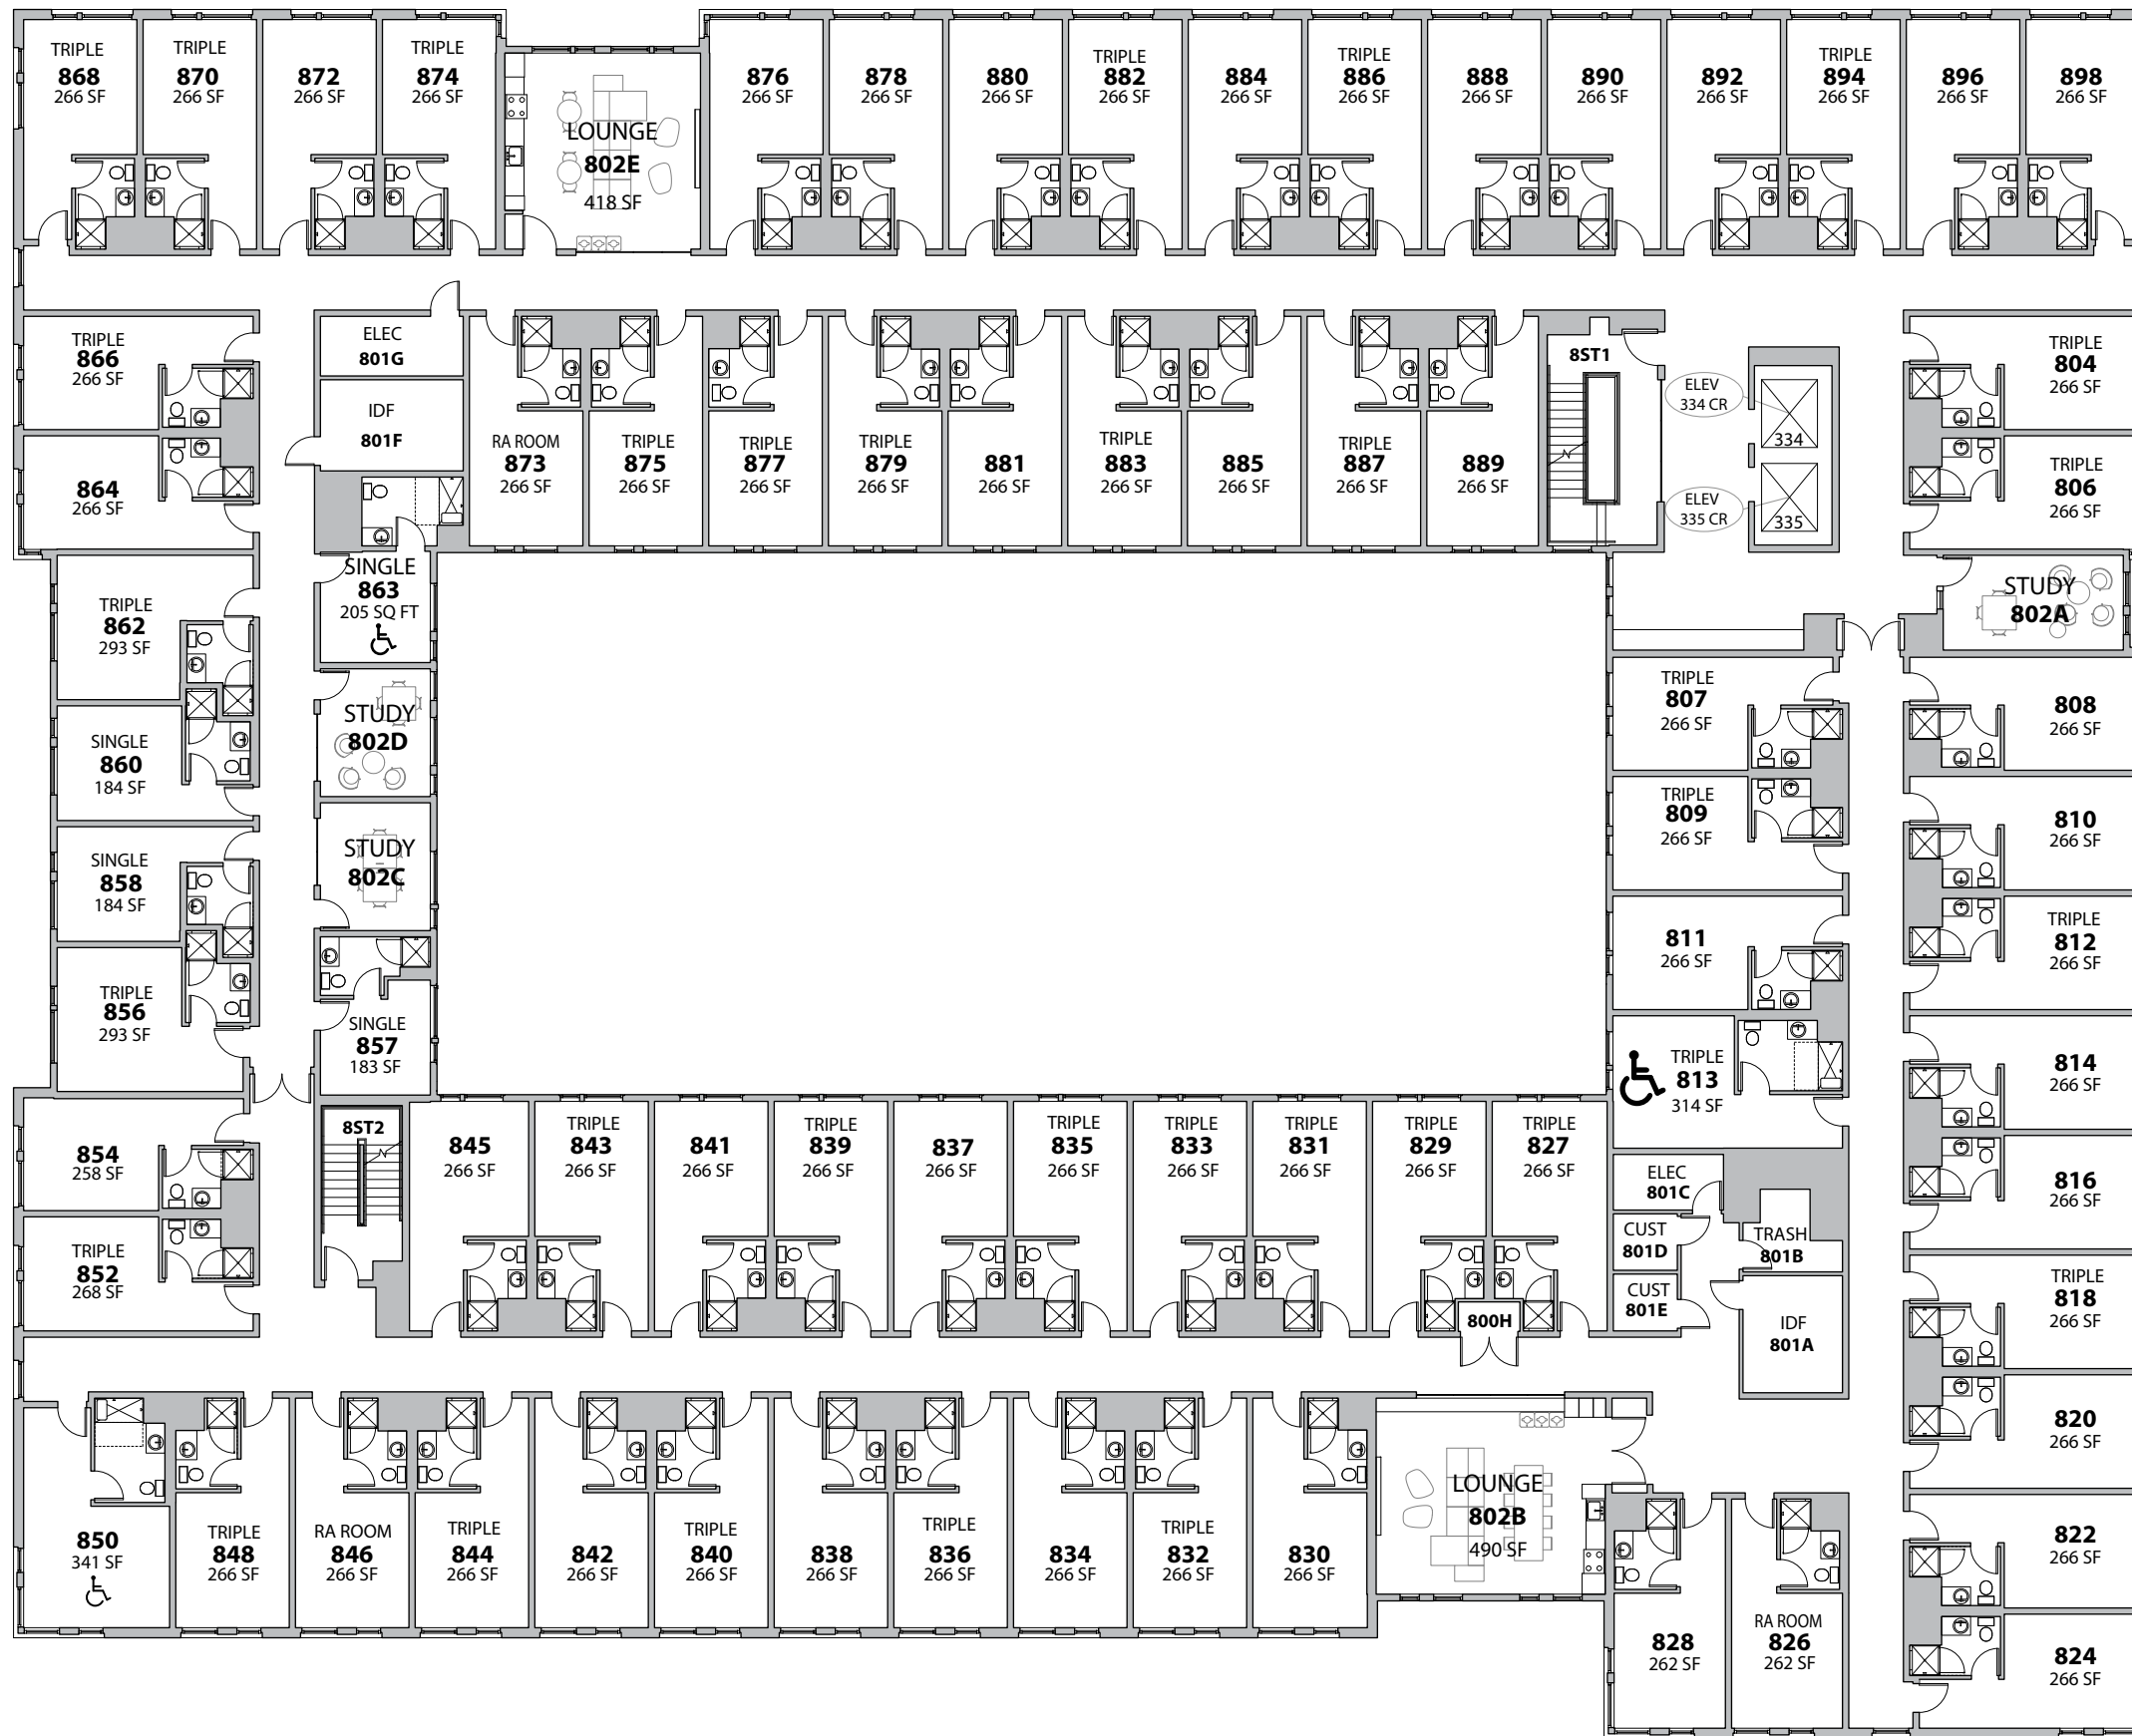 TRIPLE
868
266 SF
TRIPLE
870
266 SF
872
266 SF
TRIPLE
874
266 SF
LOUNGE
802E
418 SF
876
266 SF
878
266 SF
880
266 SF
TRIPLE
882
266 SF
884
266 SF
TRIPLE
886
266 SF
888
266 SF
890
266 SF
892
266 SF
TRIPLE
894
266 SF
896
266 SF
898
266 SF
TRIPLE
866
266 SF
864
266 SF
ELEC
801G
IDF
801F
RA ROOM
873
266 SF
TRIPLE
875
266 SF
TRIPLE
877
266 SF
TRIPLE
879
266 SF
881
266 SF
TRIPLE
883
266 SF
885
266 SF
TRIPLE
887
266 SF
889
266 SF
8ST1
ELEV
334 CR
334
ELEV
335 CR
335
TRIPLE
804
266 SF
TRIPLE
806
266 SF
STUDY
802A
TRIPLE
862
293 SF
SINGLE
863
205 SQ FT
STUDY
802D
SINGLE
860
184 SF
SINGLE
858
184 SF
STUDY
802C
TRIPLE
856
293 SF
SINGLE
857
183 SF
TRIPLE
807
266 SF
808
266 SF
TRIPLE
809
266 SF
810
266 SF
811
266 SF
TRIPLE
812
266 SF
TRIPLE
813
314 SF
814
266 SF
816
266 SF
854
258 SF
TRIPLE
852
268 SF
8ST2
845
266 SF
TRIPLE
843
266 SF
841
266 SF
TRIPLE
839
266 SF
837
266 SF
TRIPLE
835
266 SF
TRIPLE
833
266 SF
TRIPLE
831
266 SF
TRIPLE
829
266 SF
TRIPLE
827
266 SF
800H
ELEC
801C
CUST
801D
TRASH
801B
CUST
801E
IDF
801A
TRIPLE
818
266 SF
820
266 SF
850
341 SF
TRIPLE
848
266 SF
RA ROOM
846
266 SF
TRIPLE
844
266 SF
842
266 SF
TRIPLE
840
266 SF
838
266 SF
TRIPLE
836
266 SF
834
266 SF
TRIPLE
832
266 SF
830
266 SF
LOUNGE
802B
490 SF
822
266 SF
828
262 SF
RA ROOM
826
262 SF
824
266 SF